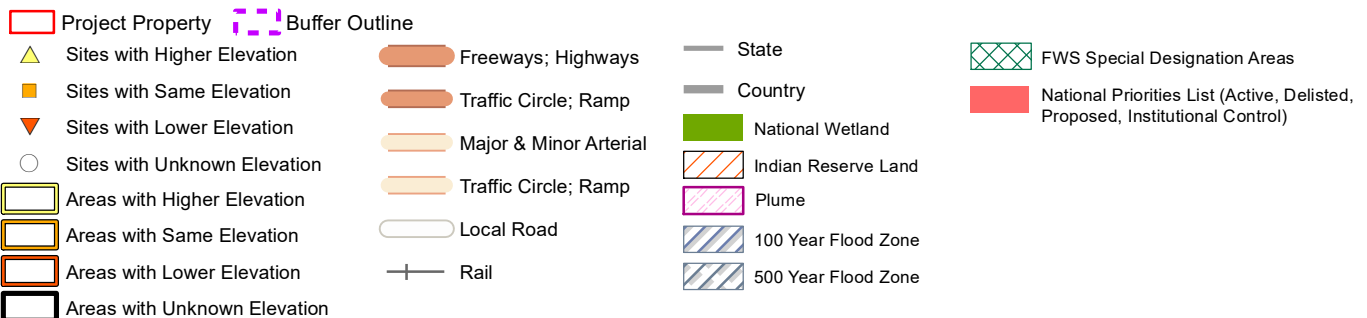 Project Property
Buffer Outline
Sites with Higher Elevation
Sites with Same Elevation
Sites with Lower Elevation
Sites with Unknown Elevation
Areas with Higher Elevation
Areas with Same Elevation
Areas with Lower Elevation
Areas with Unknown Elevation
Freeways; Highways
Traffic Circle; Ramp
Major & Minor Arterial
Traffic Circle; Ramp
Local Road
Rail
State
Country
National Wetland
Indian Reserve Land
Plume
100 Year Flood Zone
500 Year Flood Zone
FWS Special Designation Areas
National Priorities List (Active, Delisted,
Proposed, Institutional Control)